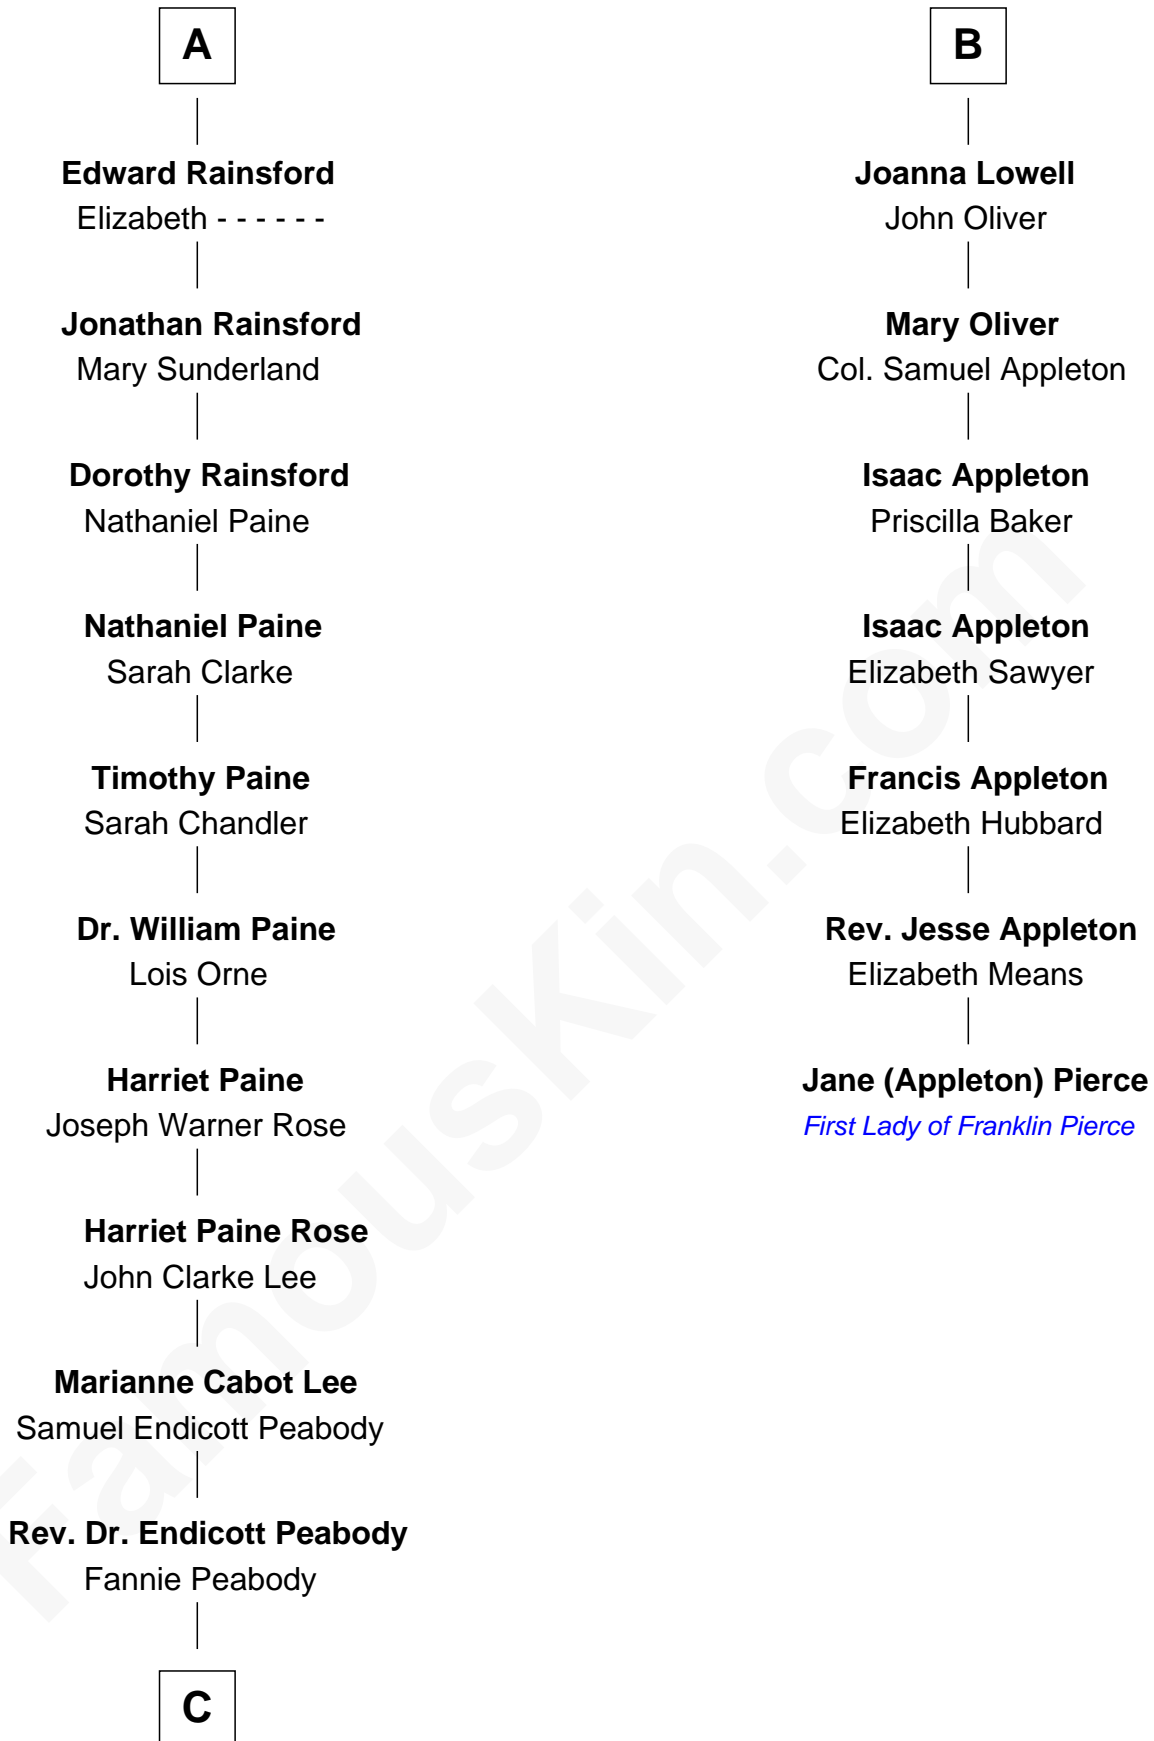 A
Edward Rainsford
Elizabeth - - - - - -
Jonathan Rainsford
Mary Sunderland
Dorothy Rainsford
Nathaniel Paine
Nathaniel Paine
Sarah Clarke
Timothy Paine
Sarah Chandler
Dr. William Paine
Lois Orne
Harriet Paine
Joseph Warner Rose
Harriet Paine Rose
John Clarke Lee
Marianne Cabot Lee
Samuel Endicott Peabody
Rev. Dr. Endicott Peabody
Fannie Peabody
C
B
Joanna Lowell
John Oliver
Mary Oliver
Col. Samuel Appleton
Isaac Appleton
Priscilla Baker
Isaac Appleton
Elizabeth Sawyer
Francis Appleton
Elizabeth Hubbard
Rev. Jesse Appleton
Elizabeth Means
Jane (Appleton) Pierce
First Lady of Franklin Pierce
FamousKin.com